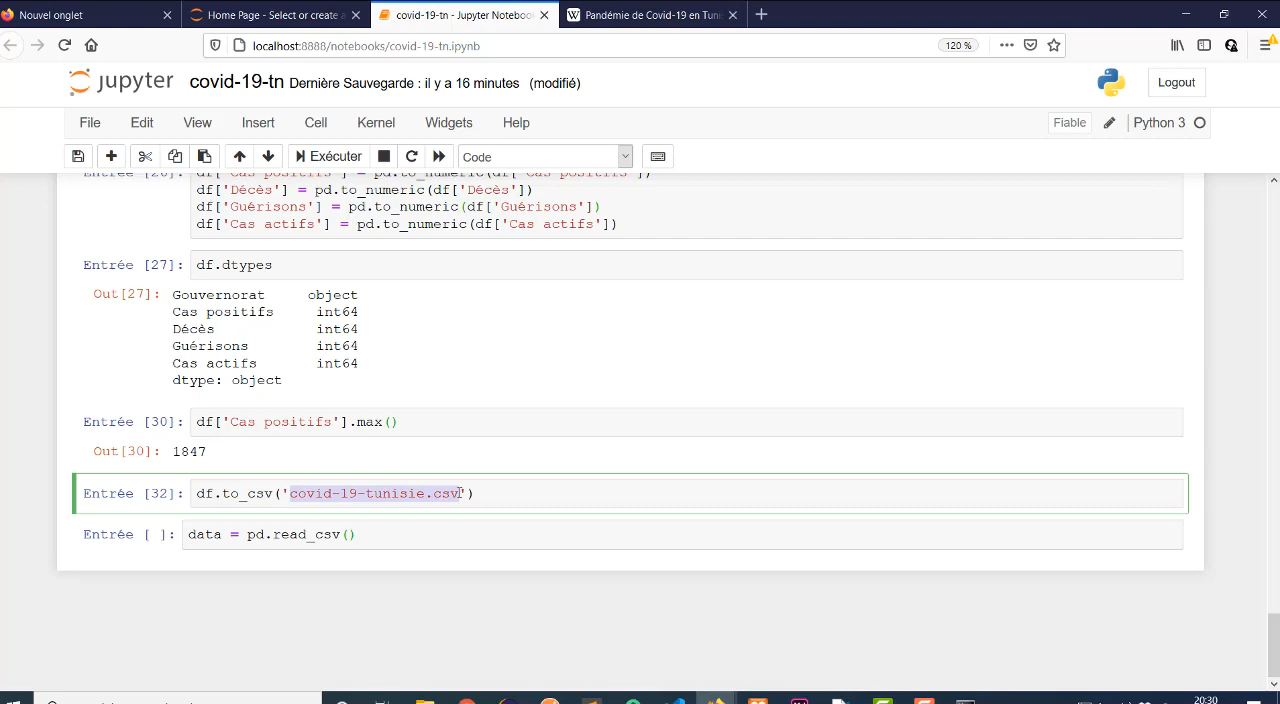 Nouvel onglet
Home Page - Select or create a
covid-19-tn - Jupyter Notebook
Pandémie de Covid-19 en Tunis
localhost:8888/notebooks/covid-19-tn.ipynb
120 %
jupyter covid-19-tn Dernière Sauvegarde : il y a 16 minutes (modifié)
Logout
File Edit View Insert Cell Kernel Widgets Help
Fiable
Python 3
Exécuter
Code
df['Cas positifs'] = pd.to_numeric(df['Cas positifs'])
df['Décès'] = pd.to_numeric(df['Décès'])
df['Guérisons'] = pd.to_numeric(df['Guérisons'])
df['Cas actifs'] = pd.to_numeric(df['Cas actifs'])
Entrée [27]: df.dtypes
Out[27]: Gouvernorat object
Cas positifs int64
Décès int64
Guérisons int64
Cas actifs int64
dtype: object
Entrée [30]: df['Cas positifs'].max()
Out[30]: 1847
Entrée [32]: df.to_csv('covid-19-tunisie.csv')
Entrée [ ]: data = pd.read_csv()
20:30